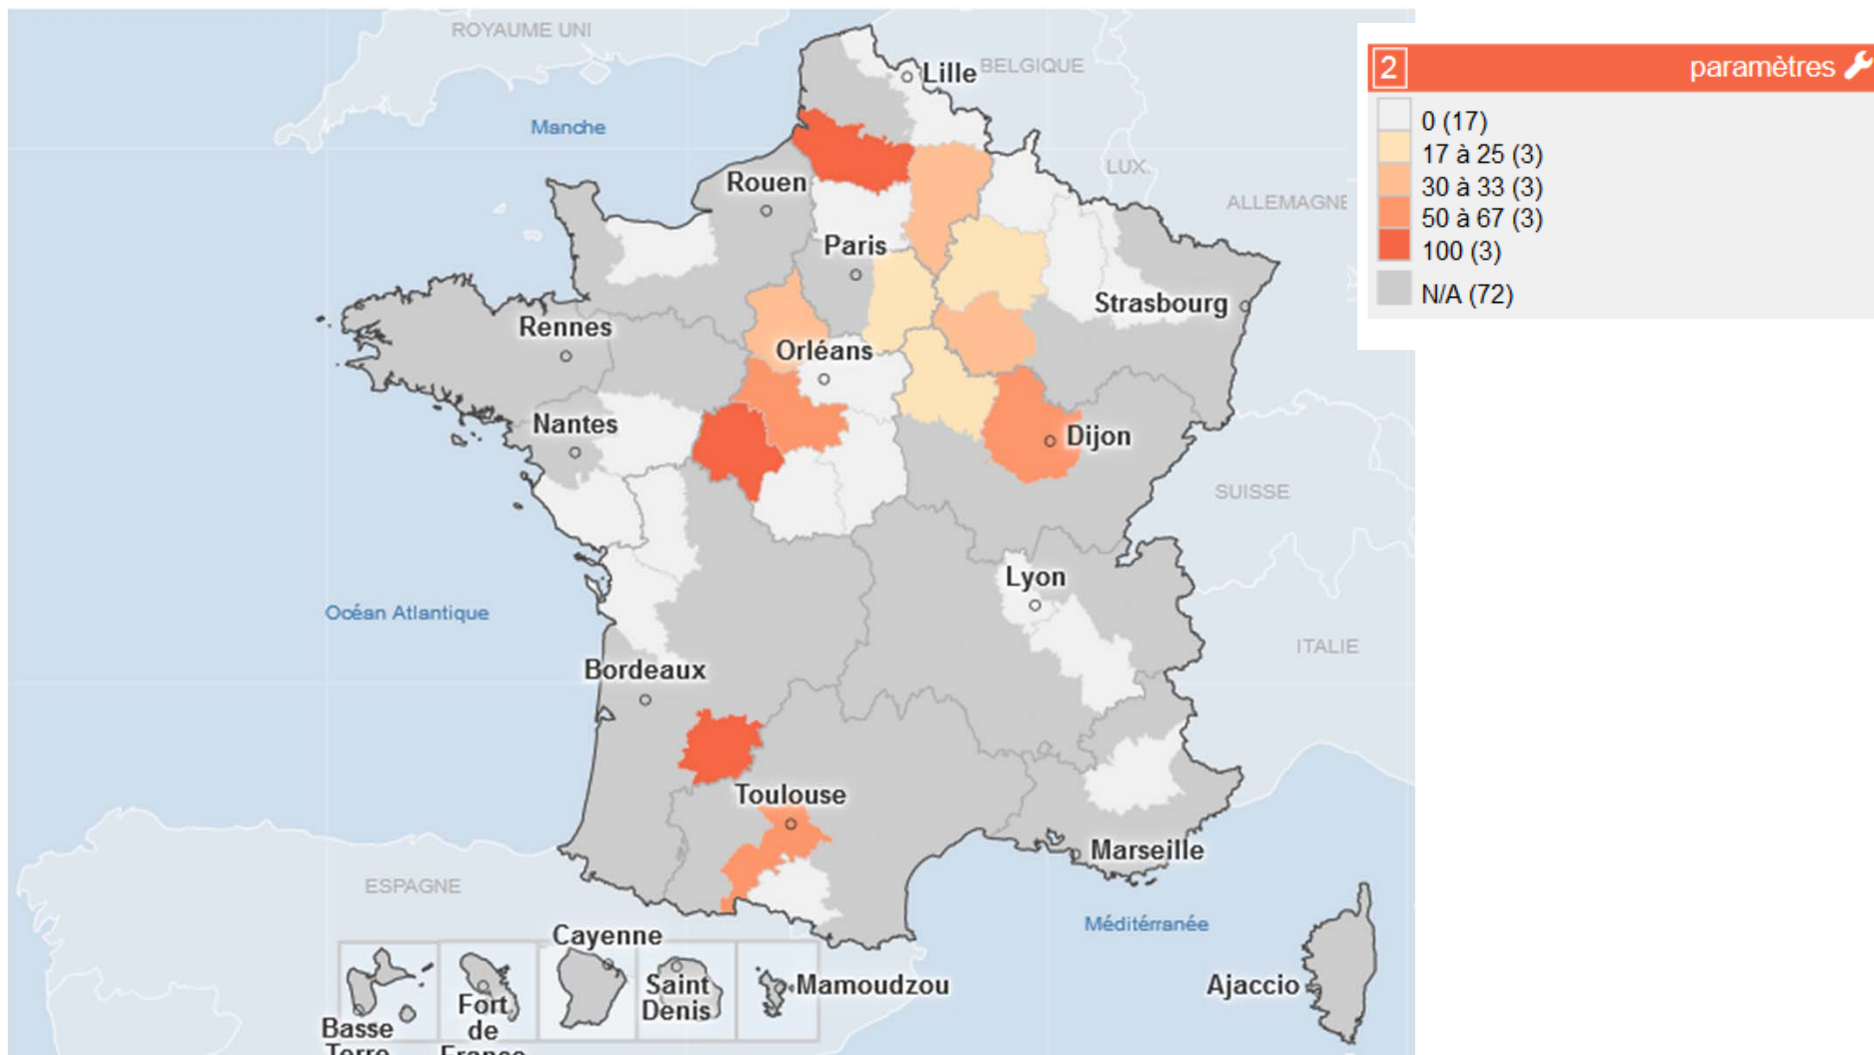 ROYAUME UNI
BELGIQUE
Lille
Manche
LUX.
Rouen
ALLEMAGNE
Paris
Strasbourg
Rennes
Orléans
Nantes
Dijon
SUISSE
Lyon
Océan Atlantique
ITALIE
Bordeaux
Toulouse
Marseille
ESPAGNE
Méditérranée
Cayenne
Saint
Denis
Mamoudzou
Ajaccio
Basse
Terre
Fort
de
France
2 paramètres
0 (17)
17 à 25 (3)
30 à 33 (3)
50 à 67 (3)
100 (3)
N/A (72)